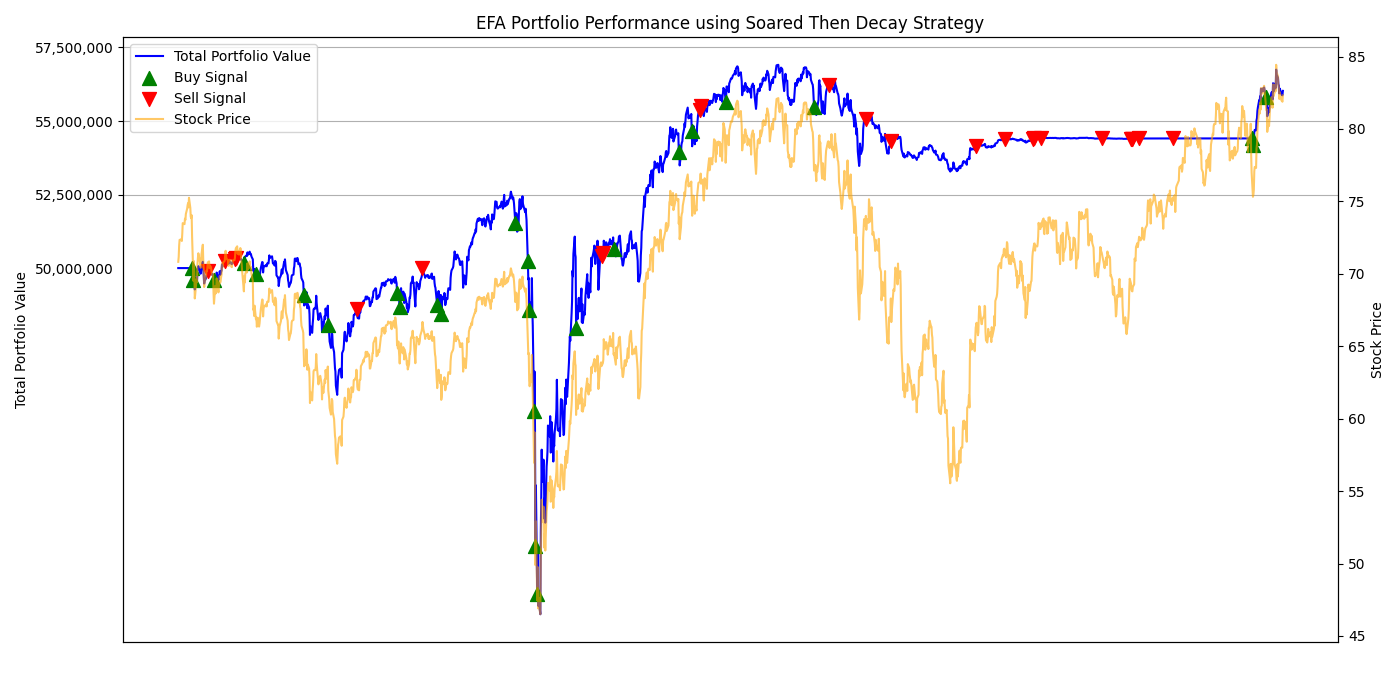 EFA Portfolio Performance using Soared Then Decay Strategy
Total Portfolio Value
Buy Signal
Sell Signal
Stock Price
57,500,000
55,000,000
52,500,000
50,000,000
Total Portfolio Value
85
80
75
70
65
60
55
50
45
Stock Price